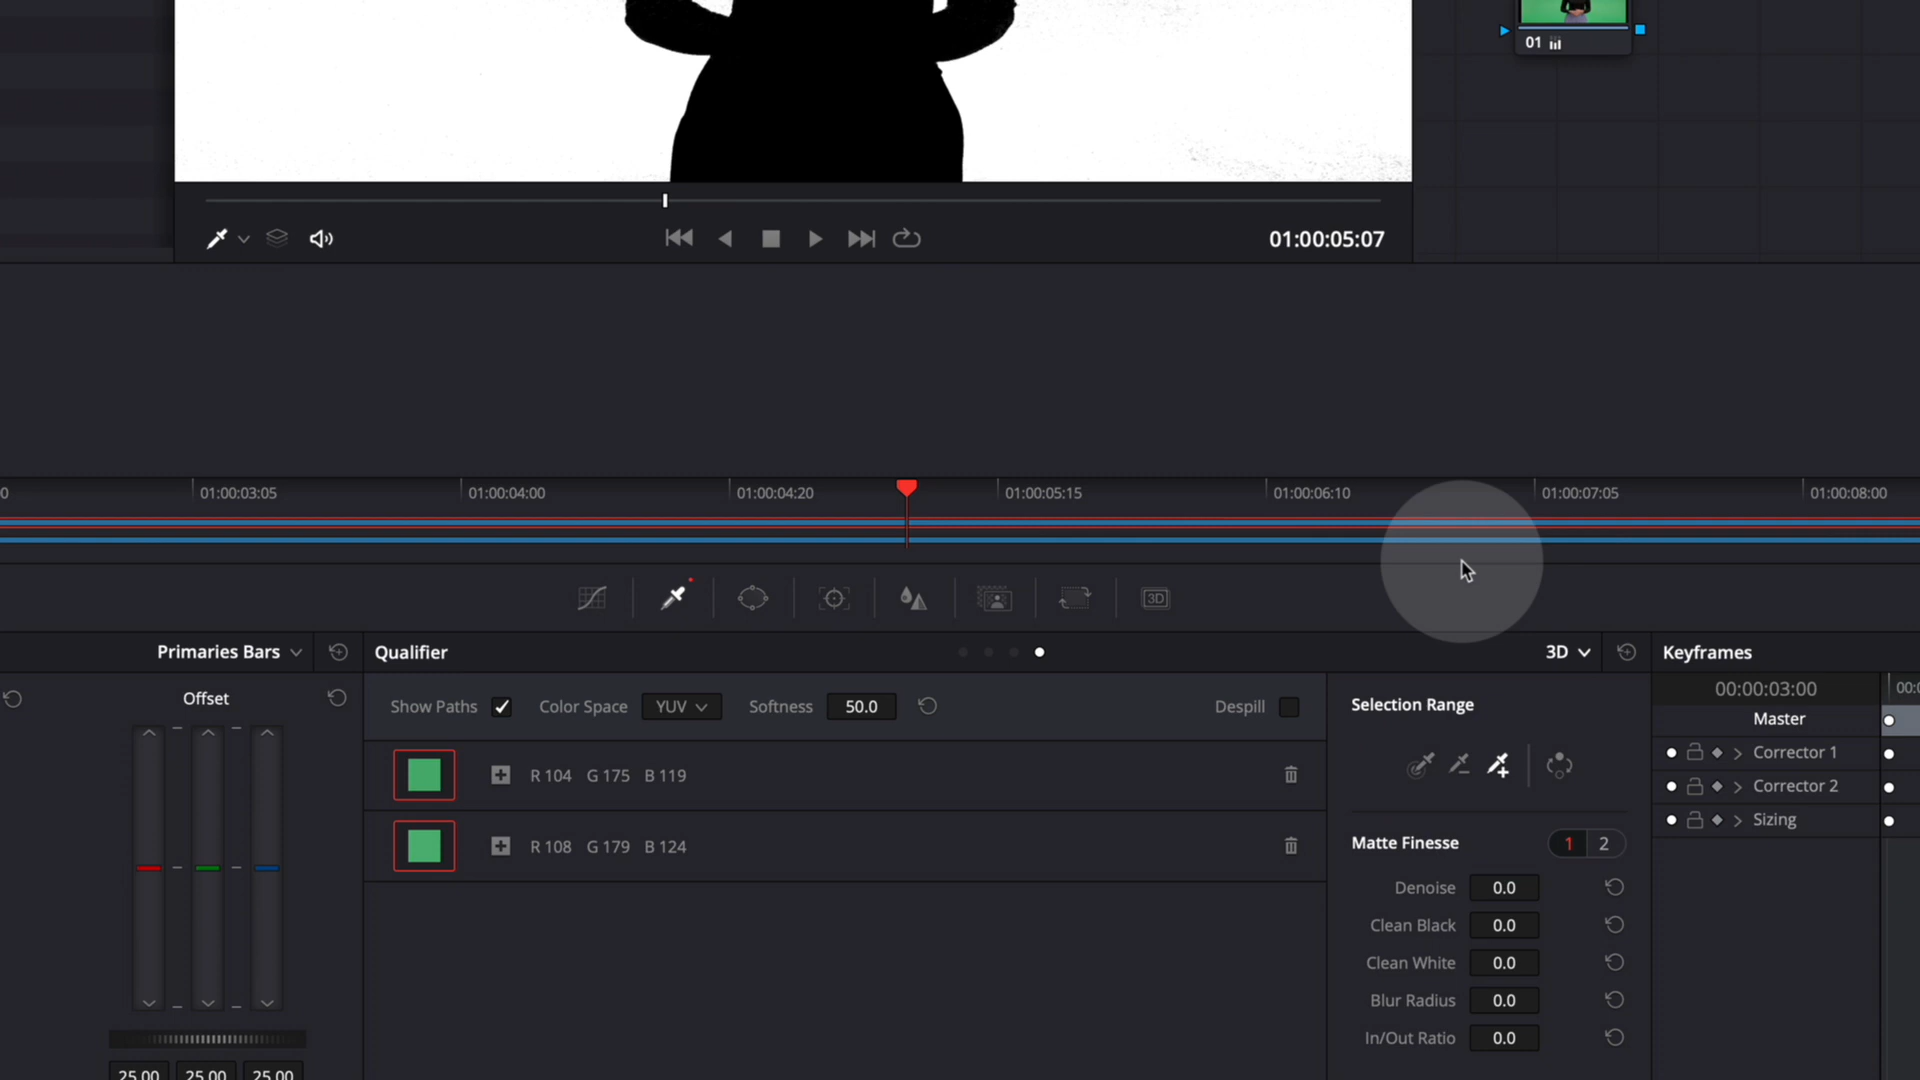 01
01:00:05:07
0 01:00:03:05 01:00:04:00 01:00:04:20 01:00:05:15 01:00:06:10 01:00:07:05 01:00:08:00
3D
Primaries Bars
Qualifier
3D
Keyframes
Offset
Show Paths
Color Space
YUV
Softness
50.0
Despill
R 104 G 175 B 119
R 108 G 179 B 124
Selection Range
Matte Finesse
1 2
Denoise 0.0
Clean Black 0.0
Clean White 0.0
Blur Radius 0.0
In/Out Ratio 0.0
00:00:03:00
Master
Corrector 1
Corrector 2
Sizing
25.00 25.00 25.00